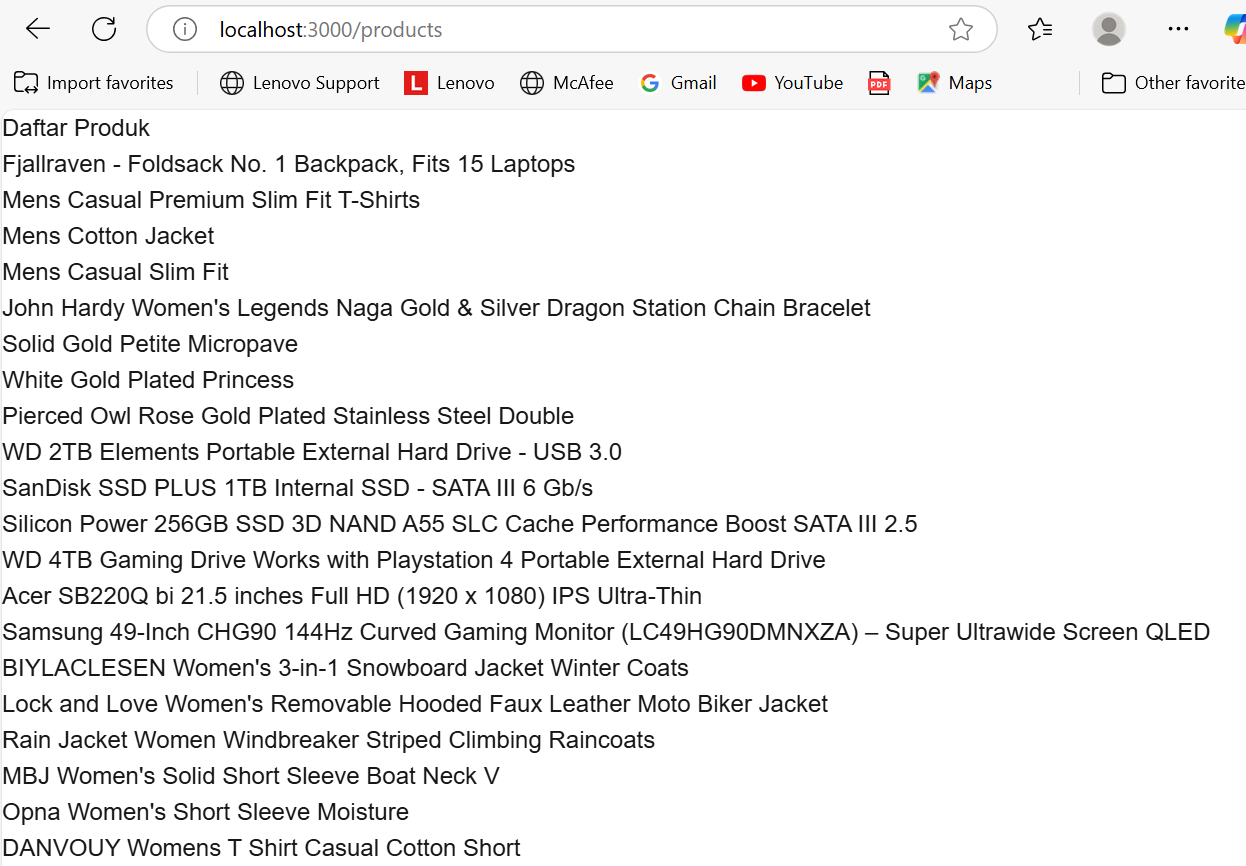 localhost:3000/products
Import favorites Lenovo Support L Lenovo McAfee G Gmail YouTube PDF Maps Other favorite
Daftar Produk
Fjallraven - Foldsack No. 1 Backpack, Fits 15 Laptops
Mens Casual Premium Slim Fit T-Shirts
Mens Cotton Jacket
Mens Casual Slim Fit
John Hardy Women's Legends Naga Gold & Silver Dragon Station Chain Bracelet
Solid Gold Petite Micropave
White Gold Plated Princess
Pierced Owl Rose Gold Plated Stainless Steel Double
WD 2TB Elements Portable External Hard Drive - USB 3.0
SanDisk SSD PLUS 1TB Internal SSD - SATA III 6 Gb/s
Silicon Power 256GB SSD 3D NAND A55 SLC Cache Performance Boost SATA III 2.5
WD 4TB Gaming Drive Works with Playstation 4 Portable External Hard Drive
Acer SB220Q bi 21.5 inches Full HD (1920 x 1080) IPS Ultra-Thin
Samsung 49-Inch CHG90 144Hz Curved Gaming Monitor (LC49HG90DMNXZA) – Super Ultrawide Screen QLED
BIYLACLESEN Women's 3-in-1 Snowboard Jacket Winter Coats
Lock and Love Women's Removable Hooded Faux Leather Moto Biker Jacket
Rain Jacket Women Windbreaker Striped Climbing Raincoats
MBJ Women's Solid Short Sleeve Boat Neck V
Opna Women's Short Sleeve Moisture
DANVOUY Womens T Shirt Casual Cotton Short